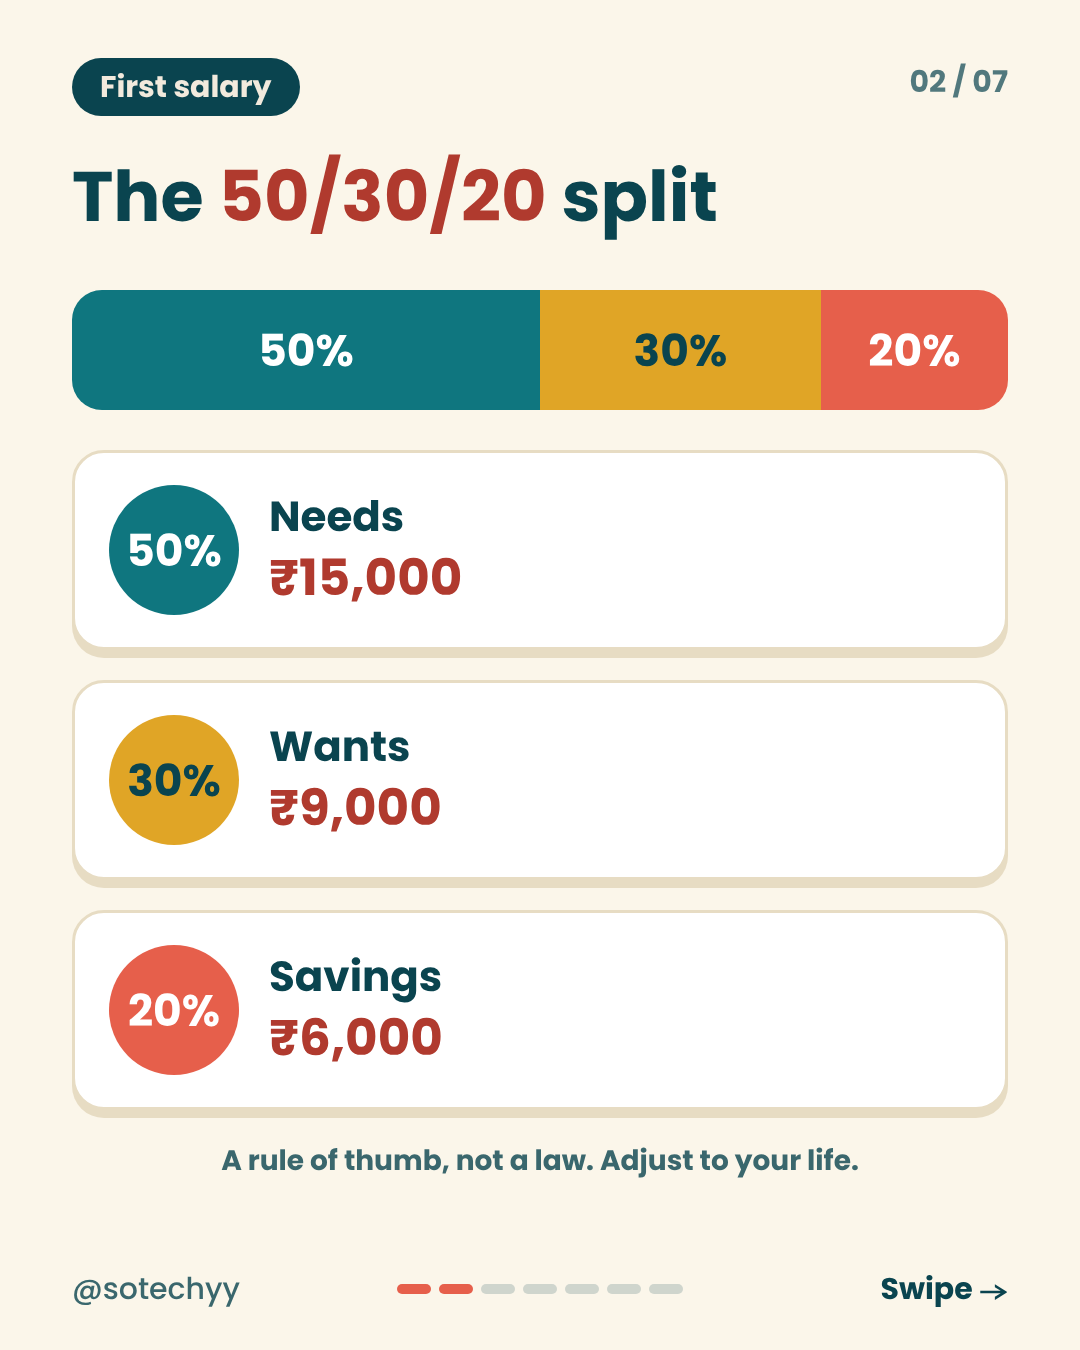 First salary
02 / 07
The 50/30/20 split
50%
30%
20%
50%
Needs
₹15,000
30%
Wants
₹9,000
20%
Savings
₹6,000
A rule of thumb, not a law. Adjust to your life.
@sotechyy
Swipe →